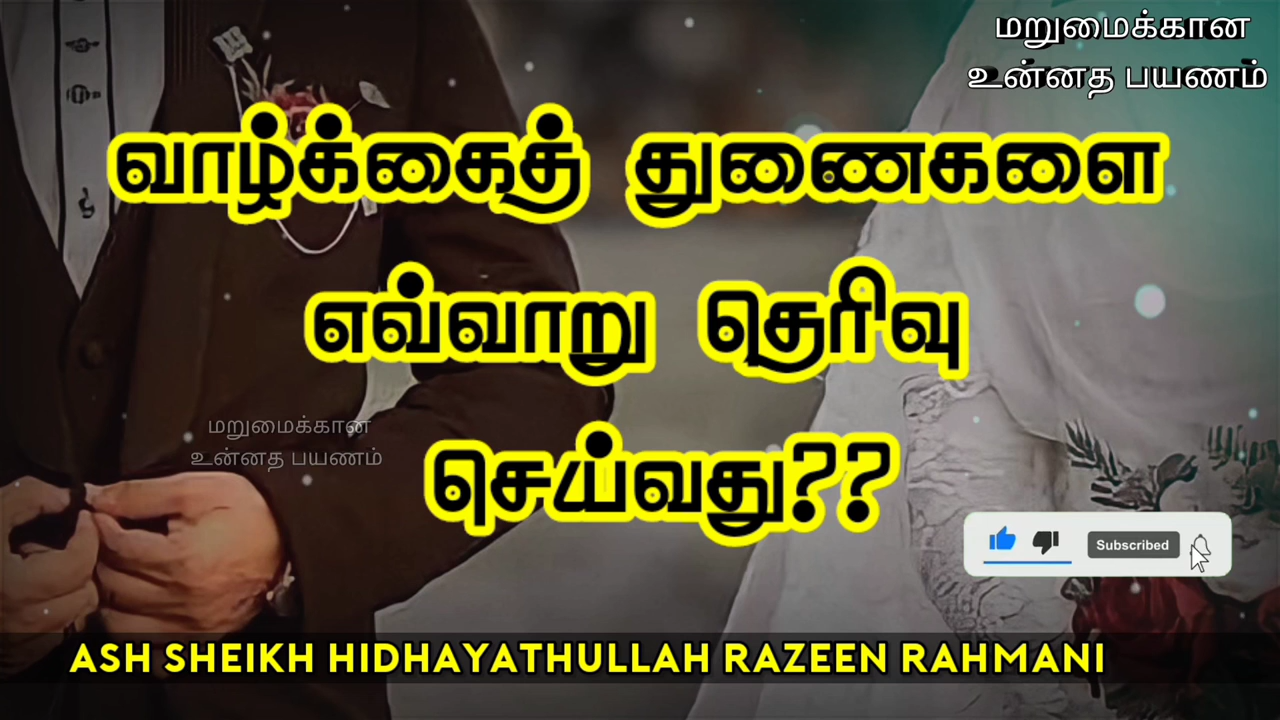 மறுமைக்கான
உன்னத பயணம்
வாழ்க்கைத் துணைகளை
எவ்வாறு தெரிவு
செய்வது??
மறுமைக்கான
உன்னத பயணம்
Subscribed
ASH SHEIKH HIDHAYATHULLAH RAZEEN RAHMANI